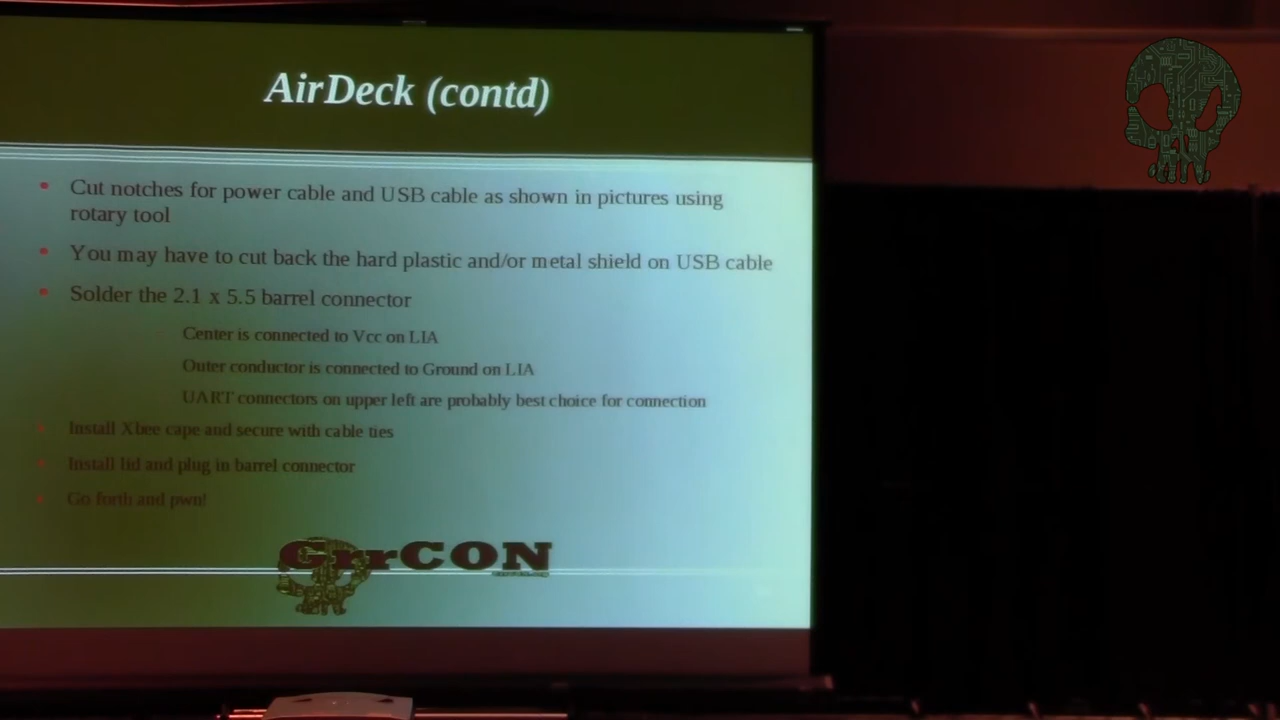 AirDeck (contd)
Cut notches for power cable and USB cable as shown in pictures using
rotary tool
You may have to cut back the hard plastic and/or metal shield on USB cable
Solder the 2.1 x 5.5 barrel connector
Center is connected to Vcc on LIA
Outer conductor is connected to Ground on LIA
UART connectors on upper left are probably best choice for connection
Install Xbee cape and secure with cable ties
Install lid and plug in barrel connector
Go forth and pwn!
GrrCON